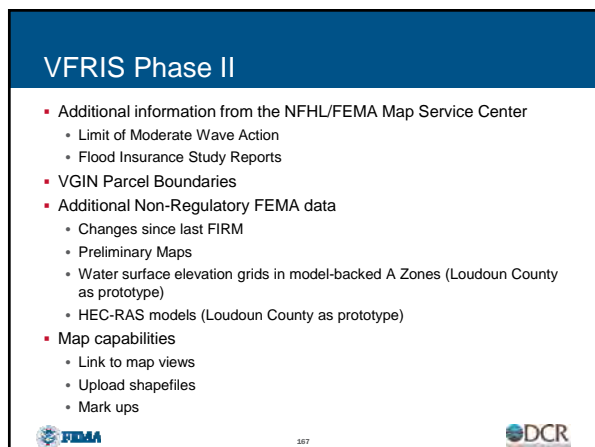 VFRIS Phase II
▪ Additional information from the NFHL/FEMA Map Service Center
• Limit of Moderate Wave Action
• Flood Insurance Study Reports
▪ VGIN Parcel Boundaries
▪ Additional Non-Regulatory FEMA data
• Changes since last FIRM
• Preliminary Maps
• Water surface elevation grids in model-backed A Zones (Loudoun County
as prototype)
• HEC-RAS models (Loudoun County as prototype)
▪ Map capabilities
• Link to map views
• Upload shapefiles
• Mark ups
FEMA
167
DCR